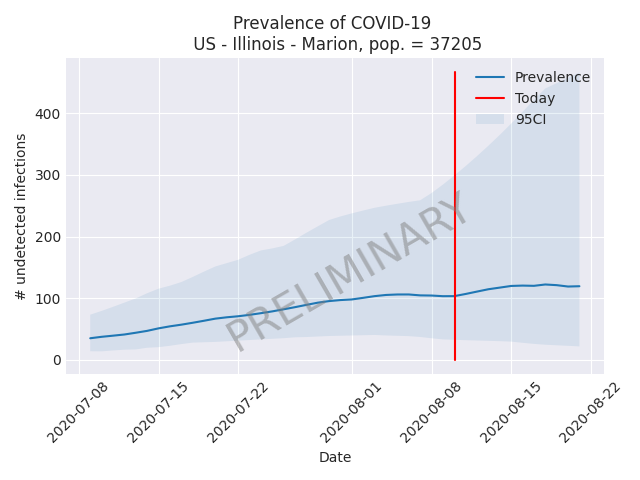 Prevalence of COVID-19
US - Illinois - Marion, pop. = 37205
Prevalence
Today
95CI
# undetected infections
400
300
200
100
0
PRELIMINARY
2020-07-08
2020-07-15
2020-07-22
2020-08-01
2020-08-08
2020-08-15
2020-08-22
Date